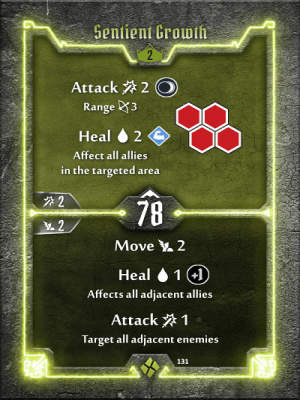 Sentient Growth
2
Attack 2
Range 3
Heal 2
Affect all allies
in the targeted area
2
78
2
Move 2
Heal 1 +1
Affects all adjacent allies
Attack 1
Target all adjacent enemies
131